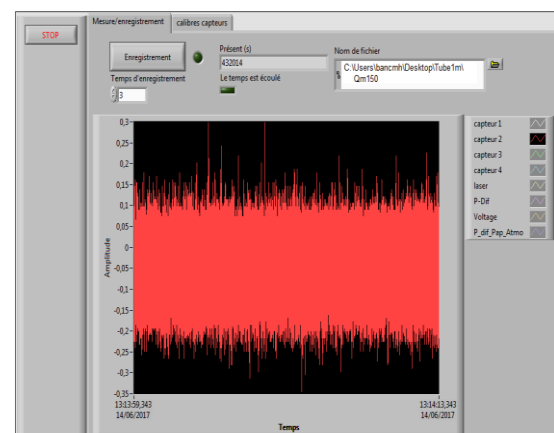 Mesure/enregistrement calibres capteurs
STOP
Enregistrement
Présent (s)
432014
Nom de fichier
C:\Users\bancmh\Desktop\Tube1m\
Qm150
Temps d'enregistrement
3
Le temps est écoulé
0,3-
0,25-
0,2-
0,15-
0,1-
0,05-
0-
-0,05-
-0,1-
-0,15-
-0,2-
-0,25-
-0,3-
-0,35-
Amplitude
13:13:59,343
14/06/2017
13:14:13,343
14/06/2017
Temps
capteur 1
capteur 2
capteur 3
capteur 4
laser
P-Dif
Voltage
P_dif_Pap_Atmo